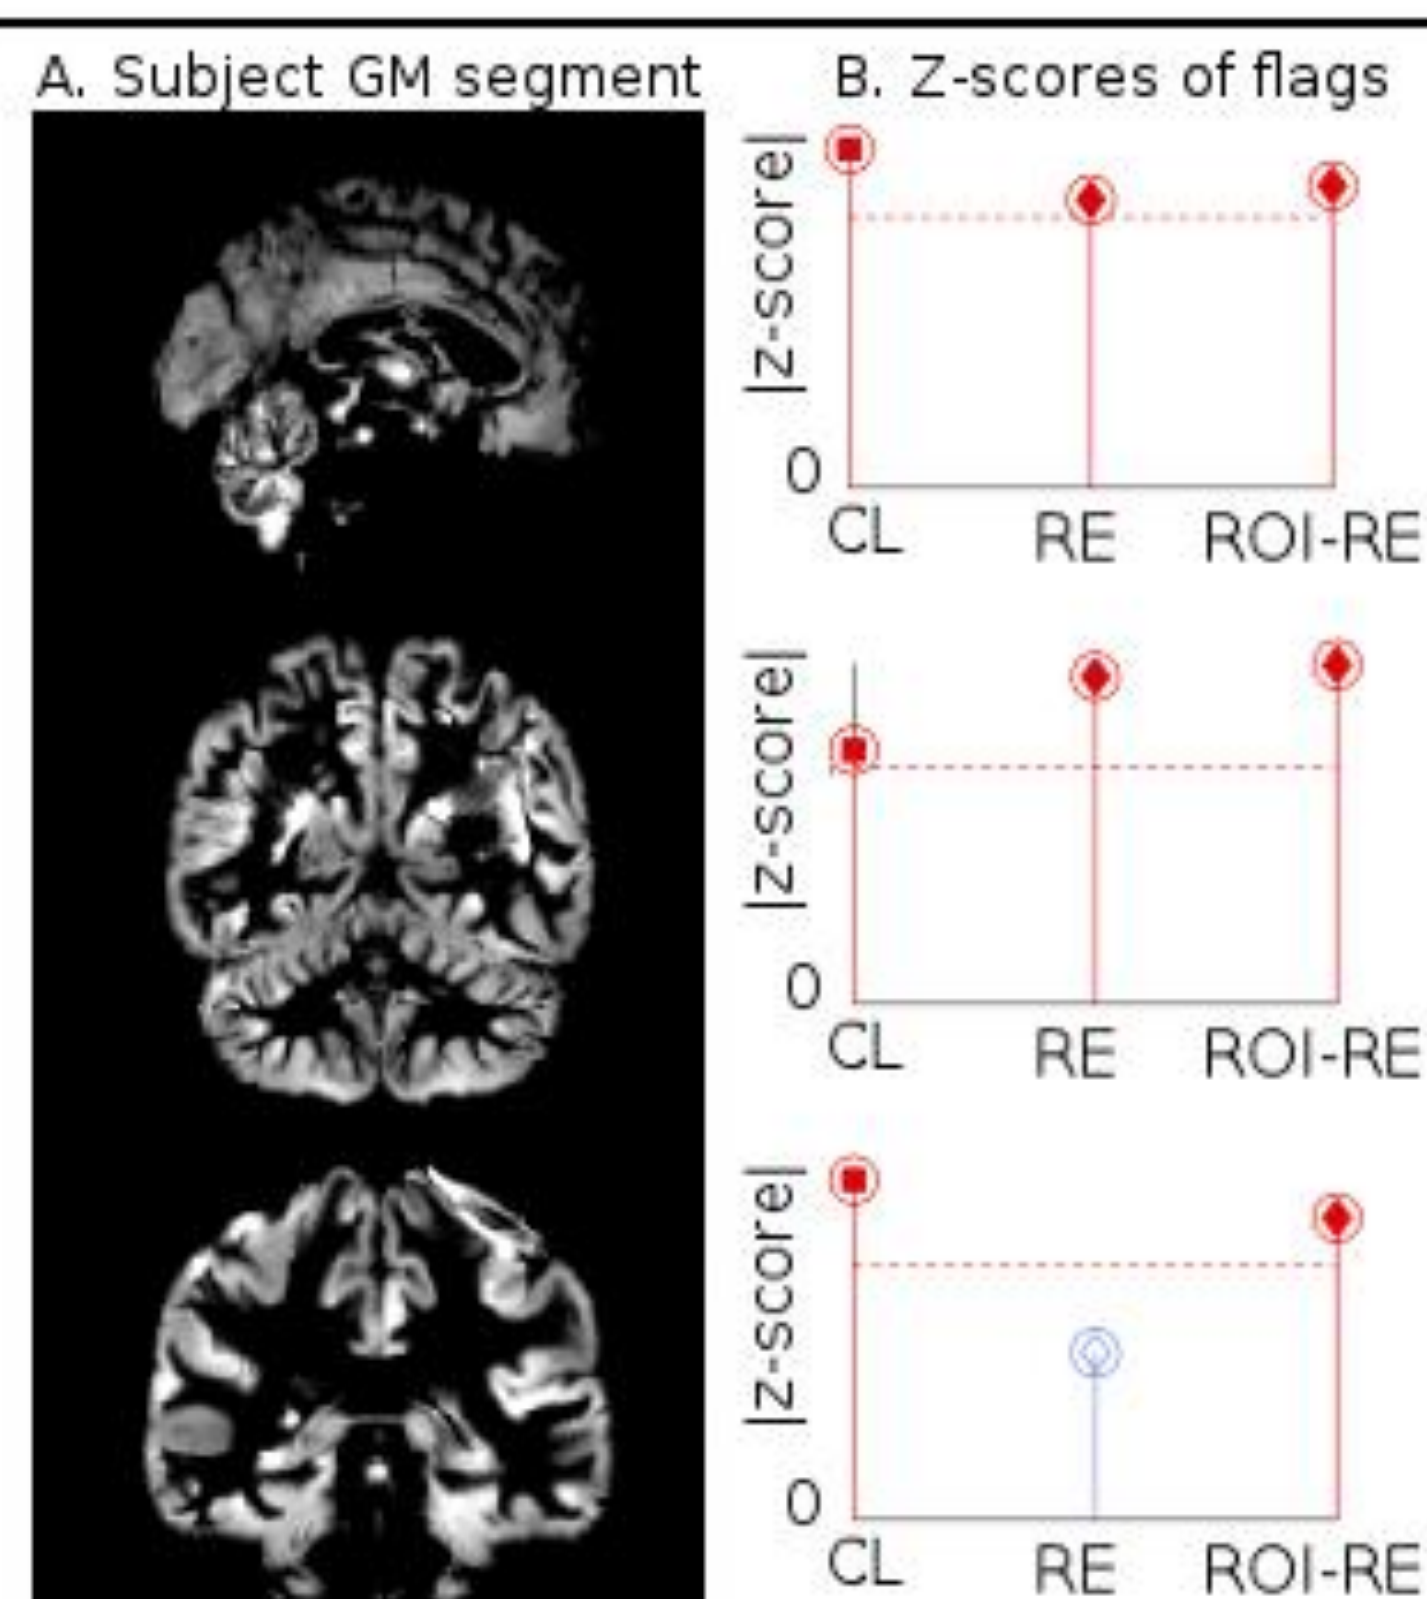 A. Subject GM segment
B. Z-scores of flags
|z-score|
0
CL RE ROI-RE
|z-score|
0
CL RE ROI-RE
|z-score|
0
CL RE ROI-RE